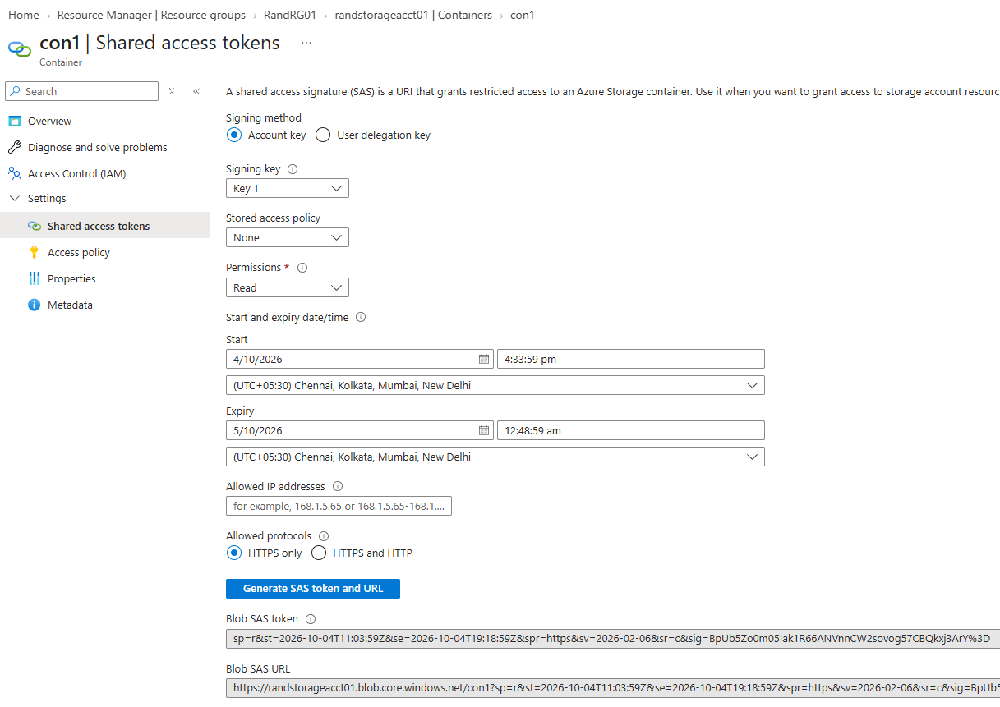 Home > Resource Manager | Resource groups > RandRG01 > randstorageacct01 | Containers > con1
con1 | Shared access tokens ...
Container
Search
Overview
Diagnose and solve problems
Access Control (IAM)
Settings
Shared access tokens
Access policy
Properties
Metadata
A shared access signature (SAS) is a URI that grants restricted access to an Azure Storage container. Use it when you want to grant access to storage account resourc
Signing method
Account key User delegation key
Signing key
Key 1
Stored access policy
None
Permissions *
Read
Start and expiry date/time
Start
4/10/2026 4:33:59 pm
(UTC+05:30) Chennai, Kolkata, Mumbai, New Delhi
Expiry
5/10/2026 12:48:59 am
(UTC+05:30) Chennai, Kolkata, Mumbai, New Delhi
Allowed IP addresses
for example, 168.1.5.65 or 168.1.5.65-168.1....
Allowed protocols
HTTPS only HTTPS and HTTP
Generate SAS token and URL
Blob SAS token
sp=r&st=2026-10-04T11:03:59Z&se=2026-10-04T19:18:59Z&spr=https&sv=2026-02-06&sr=c&sig=BpUb5Zo0m05Iak1R66ANVnnCW2sovog57CBQkxj3ArY%3D
Blob SAS URL
https://randstorageacct01.blob.core.windows.net/con1?sp=r&st=2026-10-04T11:03:59Z&se=2026-10-04T19:18:59Z&spr=https&sv=2026-02-06&sr=c&sig=BpUb5